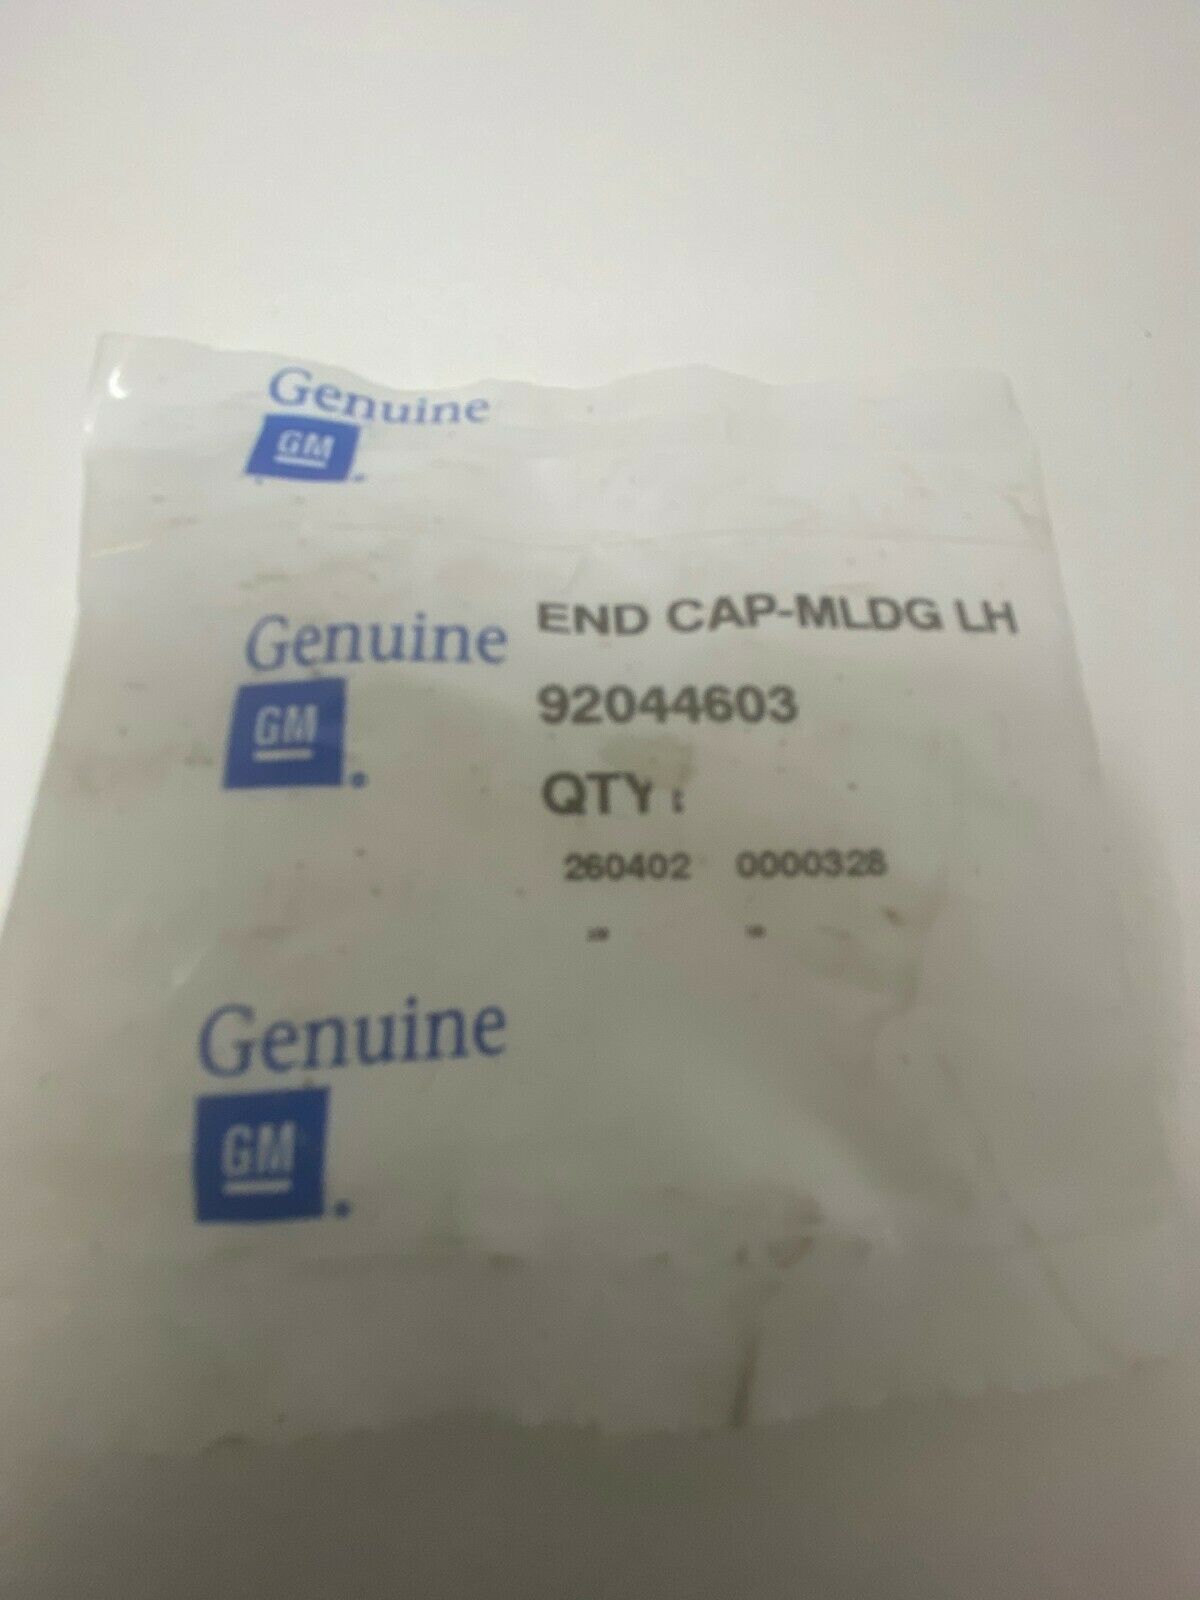 Genuine
GM
Genuine
GM
END CAP-MLDG LH
92044603
QTY :
260402 0000328
Genuine
GM